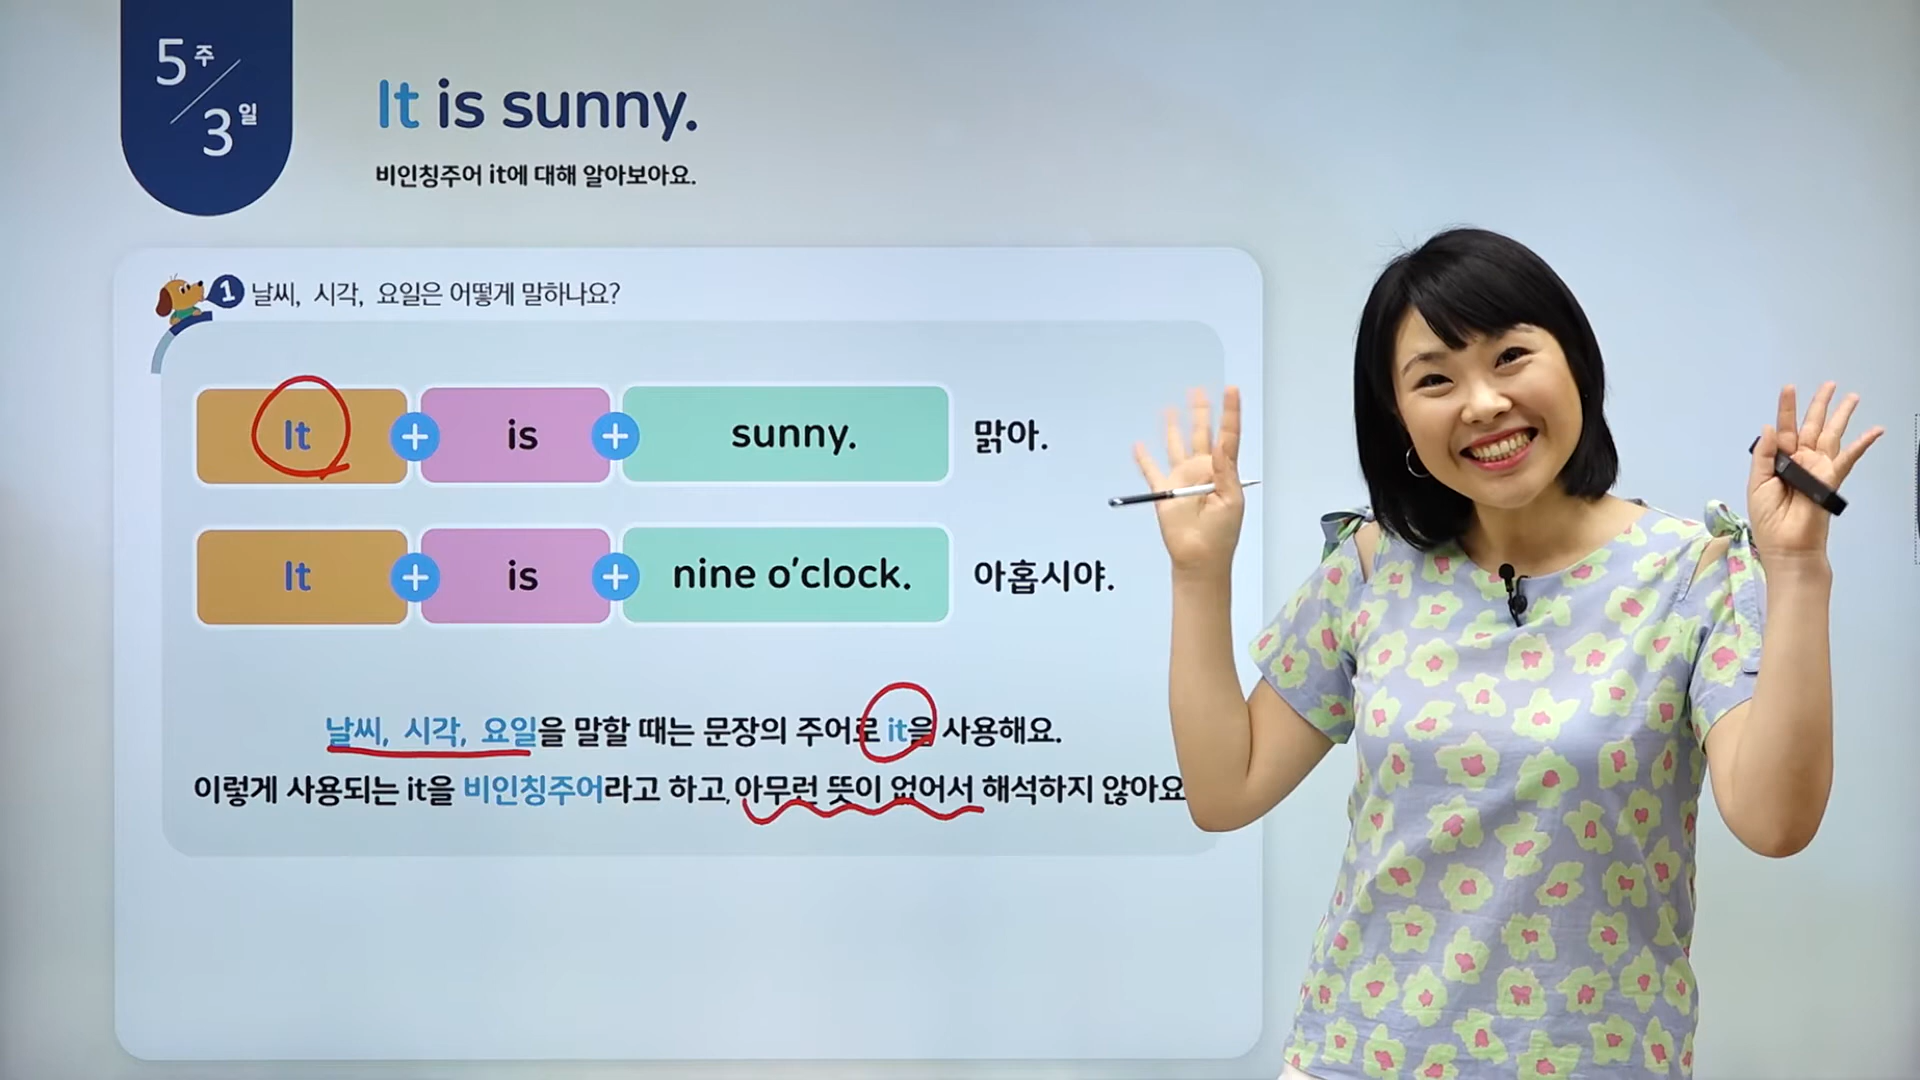 5주
3일
It is sunny.
비인칭주어 it에 대해 알아보아요.
1 날씨, 시각, 요일은 어떻게 말하나요?
It + is + sunny. 맑아.
It + is + nine o'clock. 아홉시야.
날씨, 시각, 요일을 말할 때는 문장의 주어로 it을 사용해요.
이렇게 사용되는 it을 비인칭주어라고 하고, 아무런 뜻이 없어서 해석하지 않아요